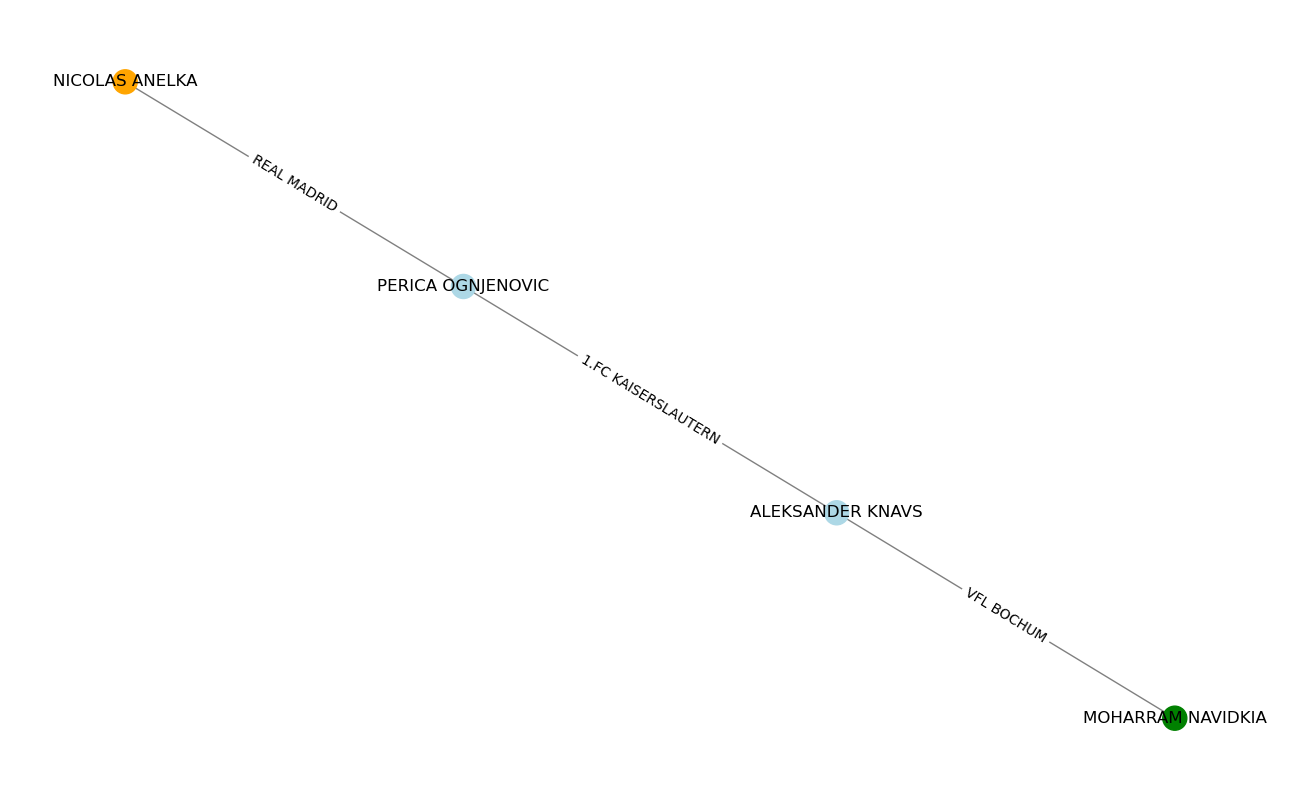 NICOLAS ANELKA
REAL MADRID
PERICA OGNJENOVIC
1.FC KAISERSLAUTERN
ALEKSANDER KNAVS
VFL BOCHUM
MOHARRAM NAVIDKIA